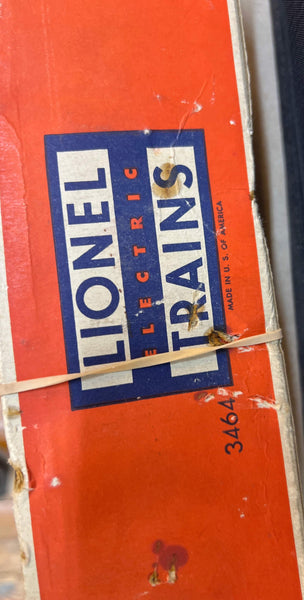 LIONEL
ELECTRIC
TRAINS
MADE IN U. S. OF AMERICA
3464